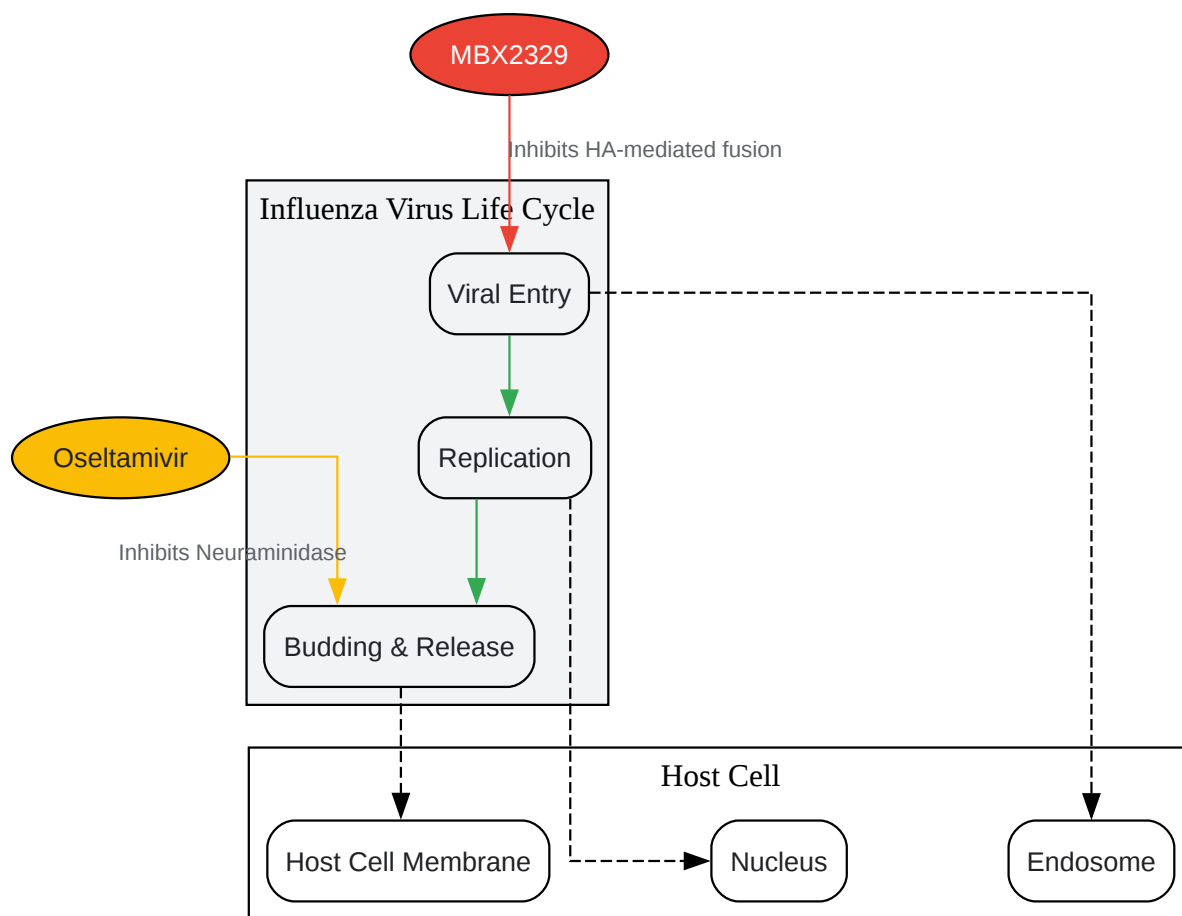 MBX2329
Inhibits HA-mediated fusion
Influenza Virus Life Cycle
Viral Entry
Replication
Oseltamivir
Inhibits Neuraminidase
Budding & Release
Host Cell
Host Cell Membrane
Nucleus
Endosome